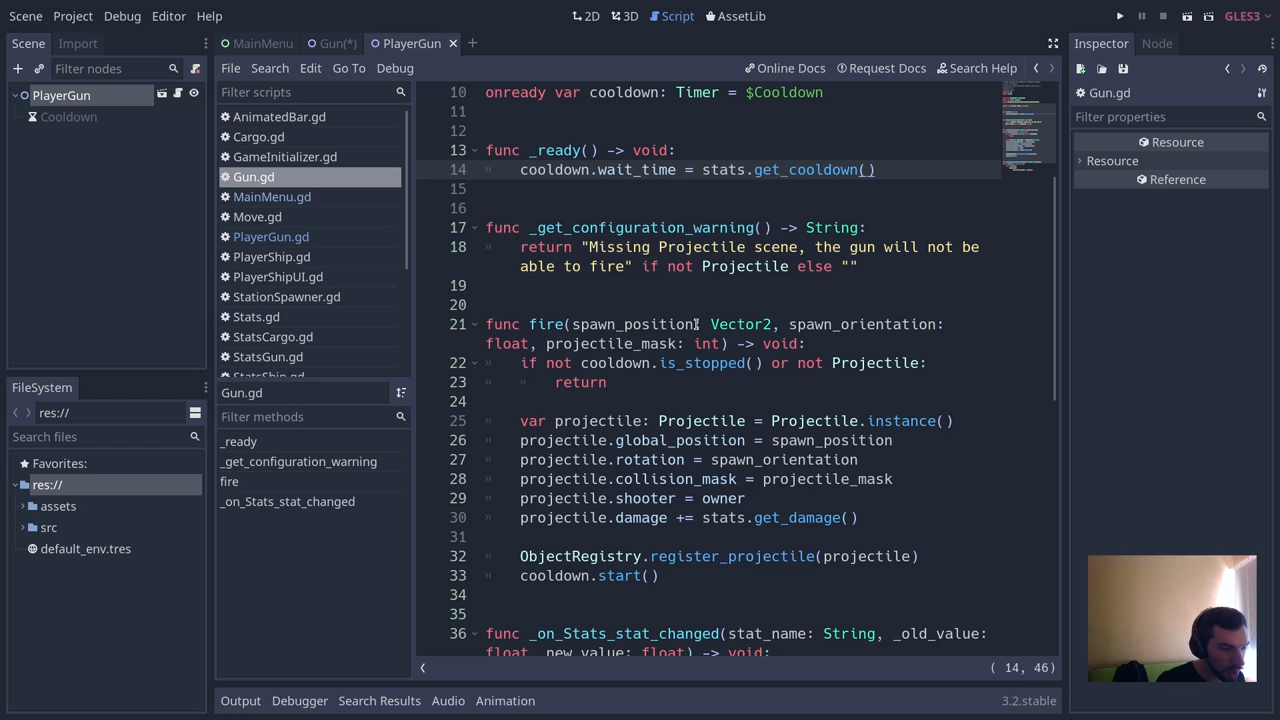 Scene Project Debug Editor Help
2D 3D Script AssetLib
GLES3
Scene Import
MainMenu Gun(*) PlayerGun
Inspector Node
Filter nodes
File Search Edit Go To Debug
Online Docs Request Docs Search Help
PlayerGun
Cooldown
Filter scripts
AnimatedBar.gd
Cargo.gd
GameInitializer.gd
Gun.gd
MainMenu.gd
Move.gd
PlayerGun.gd
PlayerShip.gd
PlayerShipUI.gd
StationSpawner.gd
Stats.gd
StatsCargo.gd
StatsGun.gd
StatsShip.gd
Gun.gd
Filter methods
_ready
_get_configuration_warning
fire
_on_Stats_stat_changed
FileSystem
res://
Search files
Favorites:
res://
assets
src
default_env.tres
10 onready var cooldown: Timer = $Cooldown
11
12
13 func _ready() -> void:
14 cooldown.wait_time = stats.get_cooldown()
15
16
17 func _get_configuration_warning() -> String:
18 return "Missing Projectile scene, the gun will not be
able to fire" if not Projectile else ""
19
20
21 func fire(spawn_position: Vector2, spawn_orientation:
float, projectile_mask: int) -> void:
22 if not cooldown.is_stopped() or not Projectile:
23 return
24
25 var projectile: Projectile = Projectile.instance()
26 projectile.global_position = spawn_position
27 projectile.rotation = spawn_orientation
28 projectile.collision_mask = projectile_mask
29 projectile.shooter = owner
30 projectile.damage += stats.get_damage()
31
32 ObjectRegistry.register_projectile(projectile)
33 cooldown.start()
34
35
36 func _on_Stats_stat_changed(stat_name: String, _old_value:
float, new_value: float) -> void:
( 14, 46)
Gun.gd
Filter properties
Resource
Resource
Reference
Output Debugger Search Results Audio Animation
3.2.stable